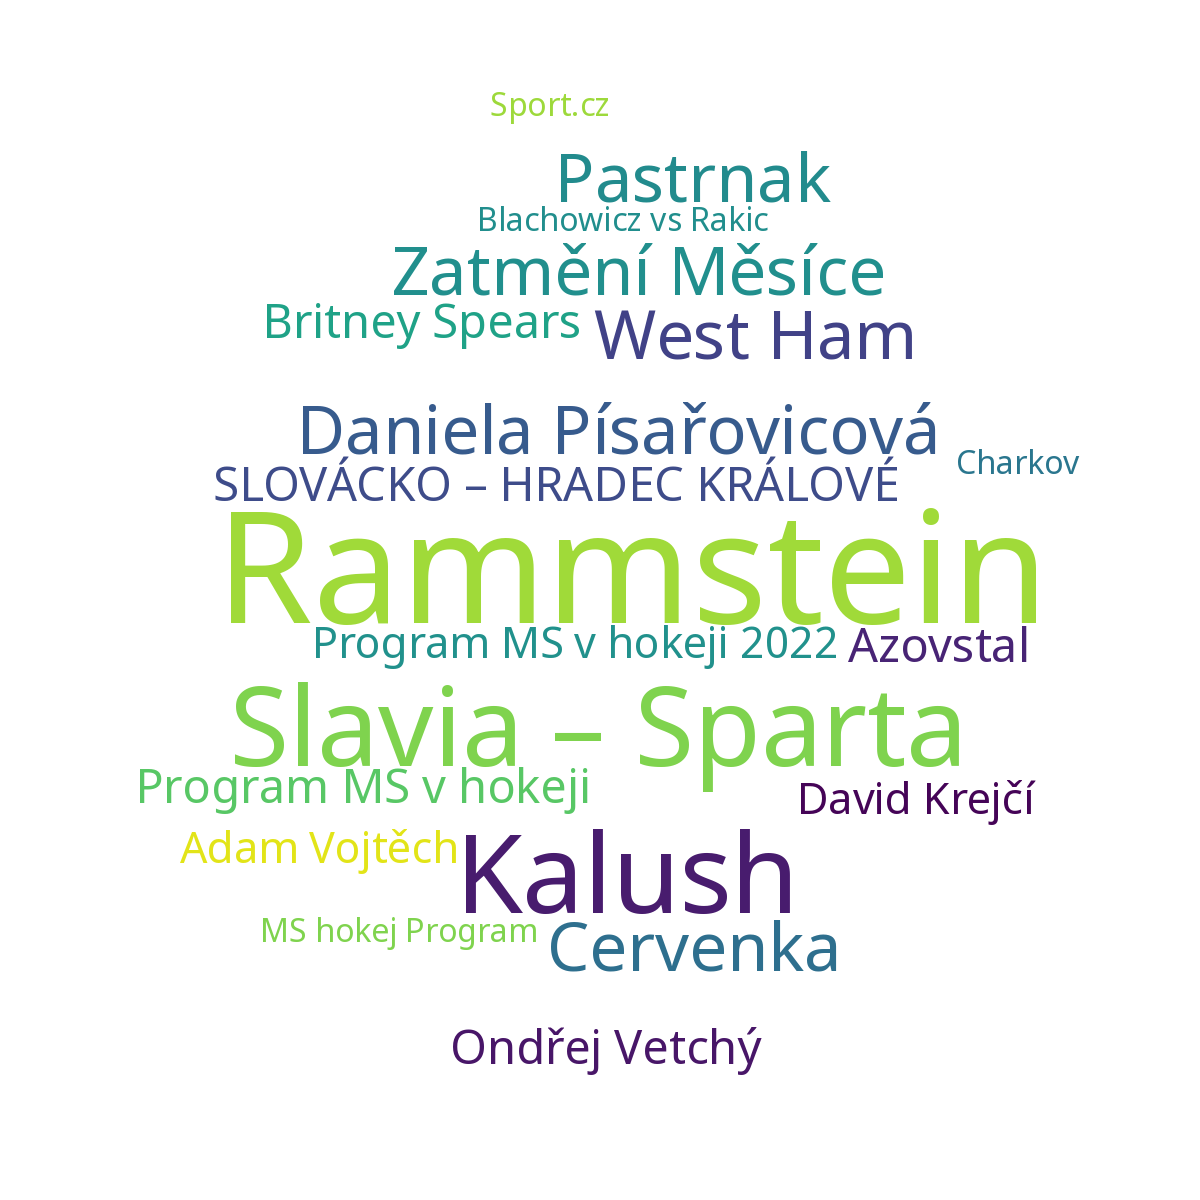 Sport.cz
Pastrnak
Blachowicz vs Rakic
Zatmění Měsíce
Britney Spears
West Ham
Daniela Písařovicová
Charkov
SLOVÁCKO – HRADEC KRÁLOVÉ
Rammstein
Program MS v hokeji 2022
Azovstal
Slavia – Sparta
Program MS v hokeji
David Krejčí
Adam Vojtěch
Kalush
MS hokej Program
Cervenka
Ondřej Vetchý